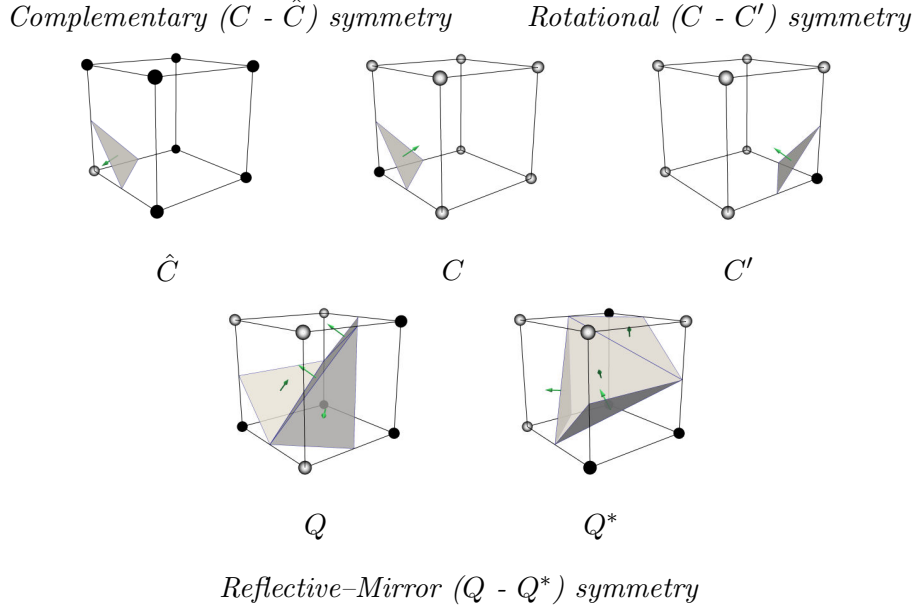 Complementary (C - Ĉ) symmetry
Rotational (C - C′) symmetry
Ĉ
C
C′
Q
Q*
Reflective–Mirror (Q - Q*) symmetry